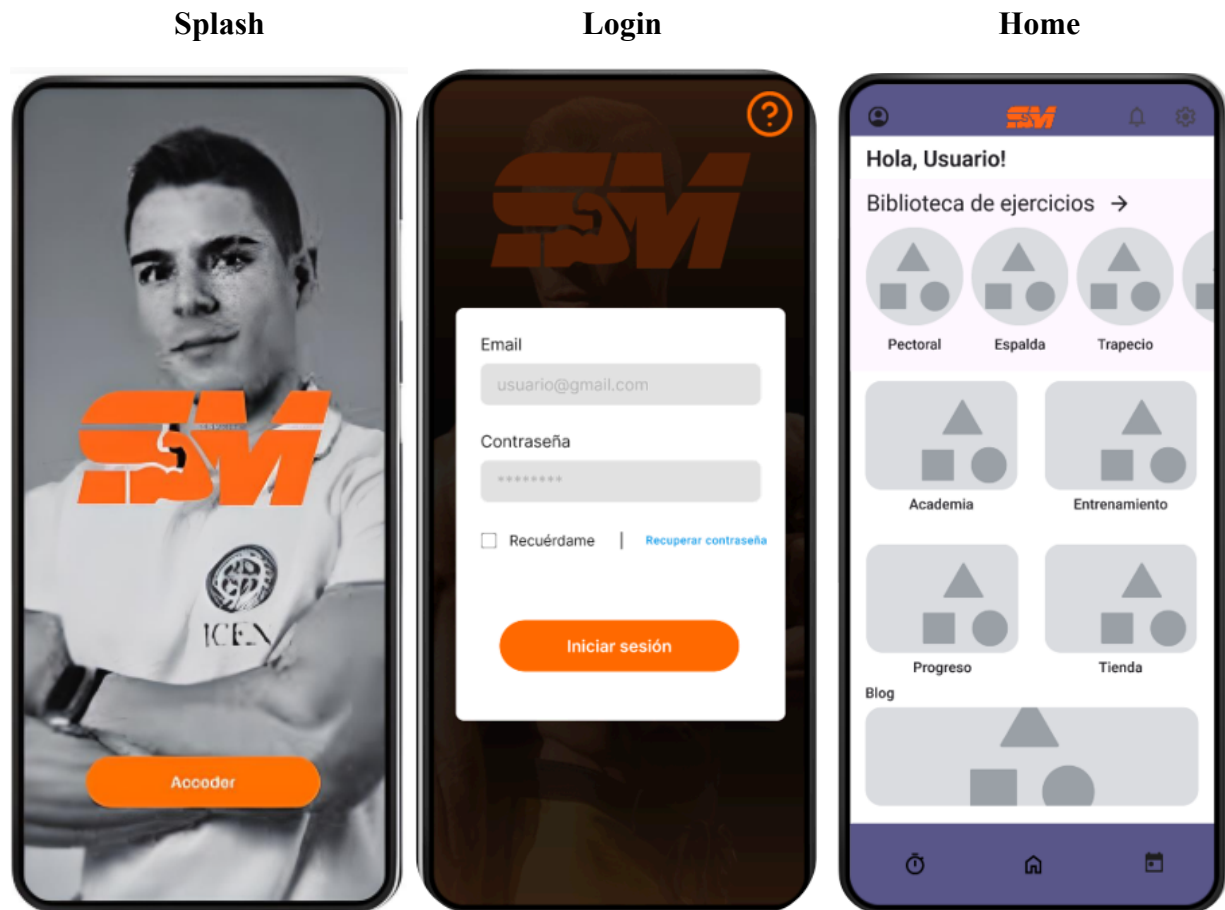 Splash
Login
Home
SM
ICEN
Acceder
SM
?
Email
usuario@gmail.com
Contraseña
********
Recuérdame | Recuperar contraseña
Iniciar sesión
SM
Hola, Usuario!
Biblioteca de ejercicios →
Pectoral Espalda Trapecio
Academia Entrenamiento
Progreso Tienda
Blog